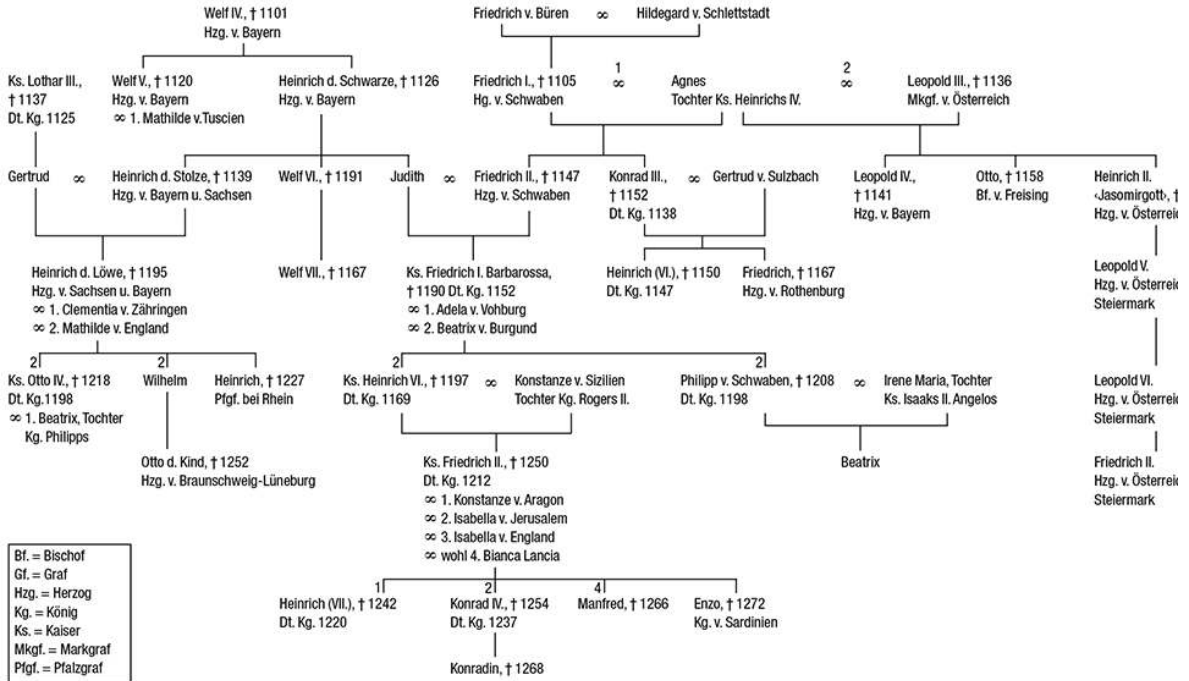 Welf IV., † 1101
Hzg. v. Bayern
Friedrich v. Büren ∞ Hildegard v. Schlettstadt
Ks. Lothar III.,
† 1137
Dt. Kg. 1125
Welf V., † 1120
Hzg. v. Bayern
∞ 1. Mathilde v.Tuscien
Heinrich d. Schwarze, † 1126
Hzg. v. Bayern
Friedrich I., † 1105
Hg. v. Schwaben
1
∞
Agnes
Tochter Ks. Heinrichs IV.
2
∞
Leopold III., † 1136
Mkgf. v. Österreich
Gertrud ∞
Heinrich d. Stolze, † 1139
Hzg. v. Bayern u. Sachsen
Welf VI., † 1191
Judith ∞
Friedrich II., † 1147
Hzg. v. Schwaben
Konrad III.,
† 1152
Dt. Kg. 1138
∞ Gertrud v. Sulzbach
Leopold IV.,
† 1141
Hzg. v. Bayern
Otto, † 1158
Bf. v. Freising
Heinrich II.
‹Jasomirgott›, †
Hzg. v. Österreic
Heinrich d. Löwe, † 1195
Hzg. v. Sachsen u. Bayern
∞ 1. Clementia v. Zähringen
∞ 2. Mathilde v. England
Welf VII., † 1167
Ks. Friedrich I. Barbarossa,
† 1190 Dt. Kg. 1152
∞ 1. Adela v. Vohburg
∞ 2. Beatrix v. Burgund
Heinrich (VI.), † 1150
Dt. Kg. 1147
Friedrich, † 1167
Hzg. v. Rothenburg
Leopold V.
Hzg. v. Österreic
Steiermark
2
Ks. Otto IV., † 1218
Dt. Kg.1198
∞ 1. Beatrix, Tochter
Kg. Philipps
2
Wilhelm
Heinrich, † 1227
Pfgf. bei Rhein
2
Ks. Heinrich VI., † 1197
Dt. Kg. 1169
∞
Konstanze v. Sizilien
Tochter Kg. Rogers II.
2
Philipp v. Schwaben, † 1208
Dt. Kg. 1198
∞
Irene Maria, Tochter
Ks. Isaaks II. Angelos
Leopold VI.
Hzg. v. Österreic
Steiermark
Otto d. Kind, † 1252
Hzg. v. Braunschweig-Lüneburg
Ks. Friedrich II., † 1250
Dt. Kg. 1212
∞ 1. Konstanze v. Aragon
∞ 2. Isabella v. Jerusalem
∞ 3. Isabella v. England
∞ wohl 4. Bianca Lancia
Beatrix
Friedrich II.
Hzg. v. Österreic
Steiermark
1
Heinrich (VII.), † 1242
Dt. Kg. 1220
2
Konrad IV., † 1254
Dt. Kg. 1237
4
Manfred, † 1266
Enzo, † 1272
Kg. v. Sardinien
Konradin, † 1268
Bf. = Bischof
Gf. = Graf
Hzg. = Herzog
Kg. = König
Ks. = Kaiser
Mkgf. = Markgraf
Pfgf. = Pfalzgraf